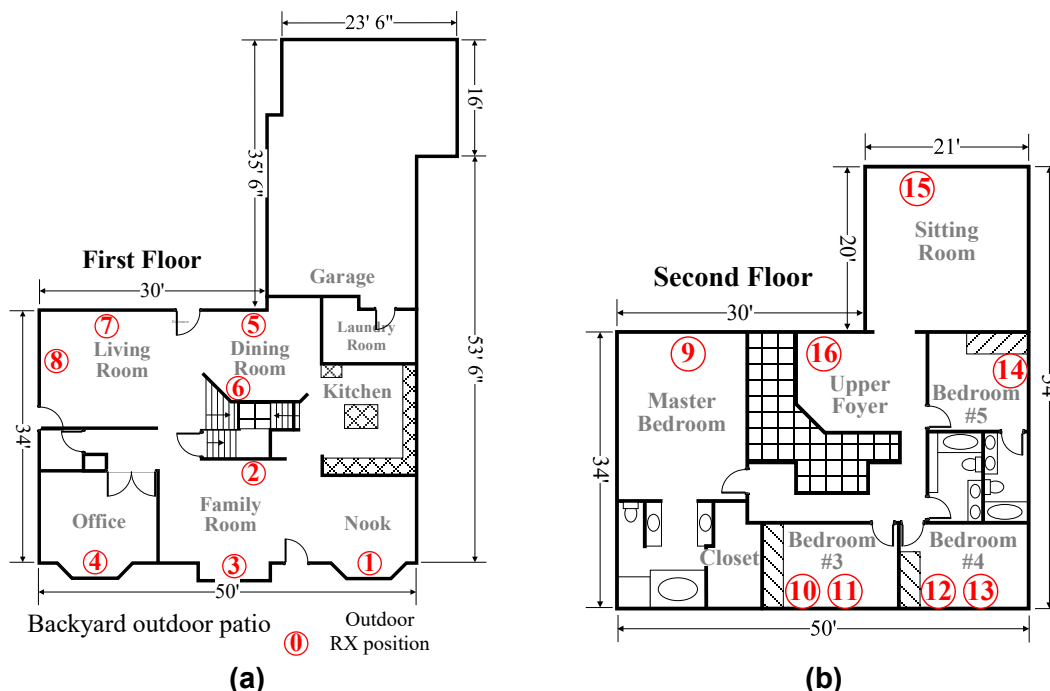 23' 6"
16'
35' 6"
53' 6"
First Floor
30'
34'
50'
Garage
7
Living
Room
8
5
Dining
Room
6
Laundry
Room
Kitchen
2
Family
Room
Office
4
3
Nook
1
Backyard outdoor patio
0
Outdoor
RX position
(a)
21'
20'
54'
Second Floor
30'
34'
50'
15
Sitting
Room
9
Master
Bedroom
16
Upper
Foyer
14
Bedroom
#5
Closet
Bedroom
#3
10
11
Bedroom
#4
12
13
(b)